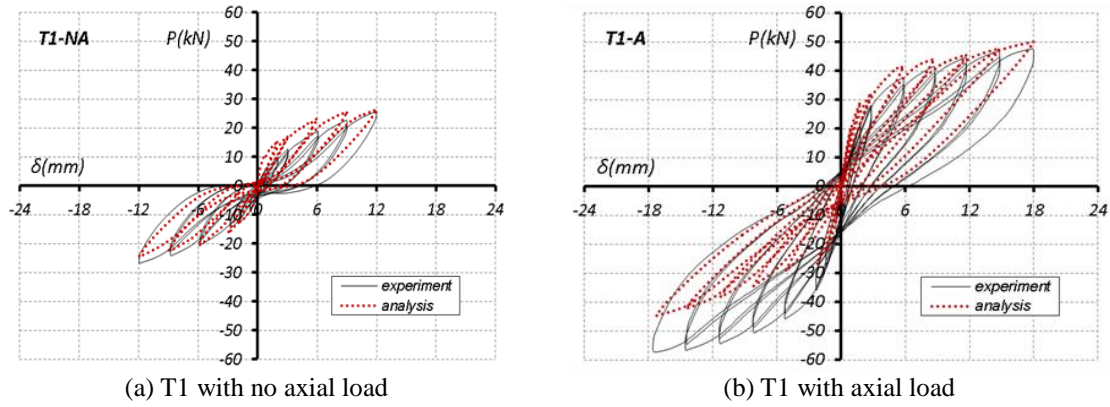 T1-NA P(kN)
60
50
40
30
20
10
δ(mm)
0
-24 -18 -12 -6 0 6 12 18 24
-10
-20
-30
-40
-50
-60
experiment
analysis
(a) T1 with no axial load
T1-A P(kN)
60
50
40
30
20
10
δ(mm)
0
-24 -18 -12 -6 0 6 12 18 24
-10
-20
-30
-40
-50
-60
experiment
analysis
(b) T1 with axial load